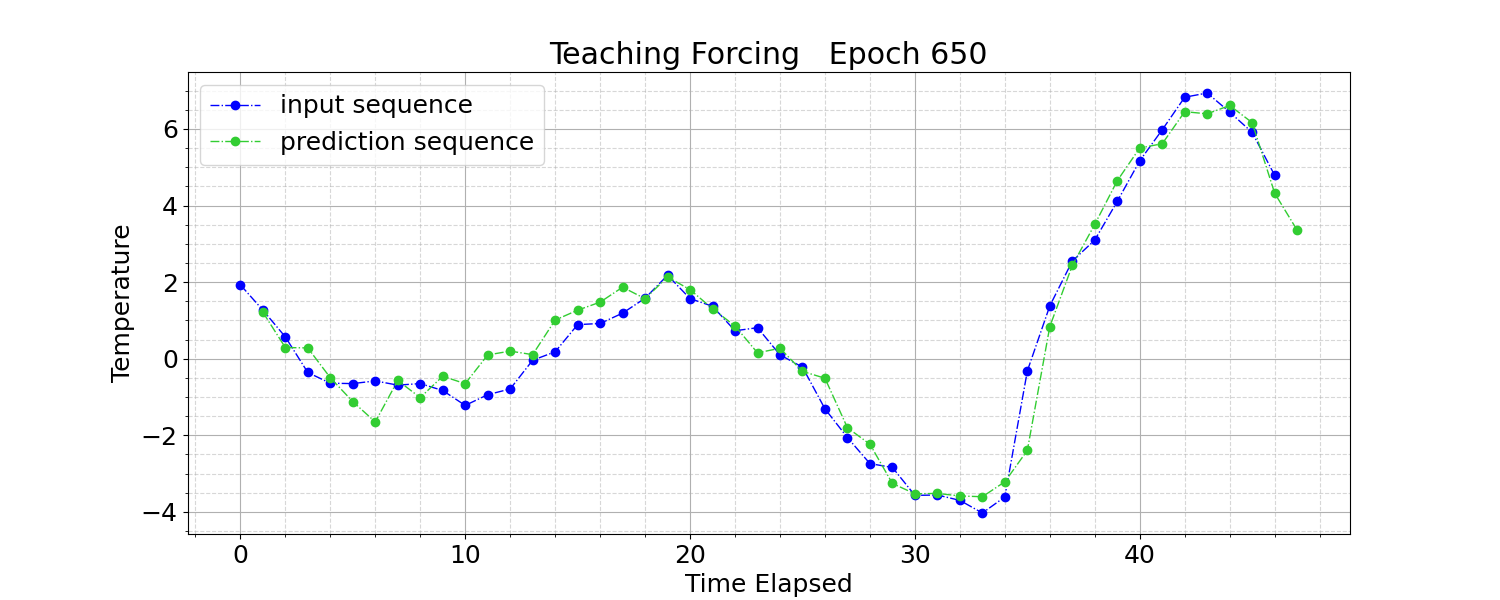 Teaching Forcing   Epoch 650
input sequence
prediction sequence
Temperature
6
4
2
0
−2
−4
0 10 20 30 40
Time Elapsed